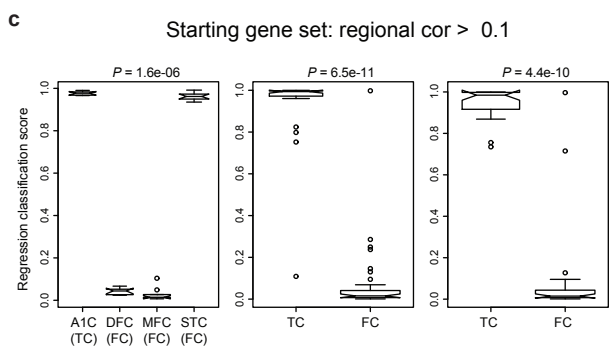 c
Starting gene set: regional cor > 0.1
P = 1.6e-06
P = 6.5e-11
P = 4.4e-10
Regression classification score
1.0
0.8
0.6
0.4
0.2
0.0
A1C
(TC)
DFC
(FC)
MFC
(FC)
STC
(FC)
1.0
0.8
0.6
0.4
0.2
0.0
TC
FC
1.0
0.8
0.6
0.4
0.2
0.0
TC
FC